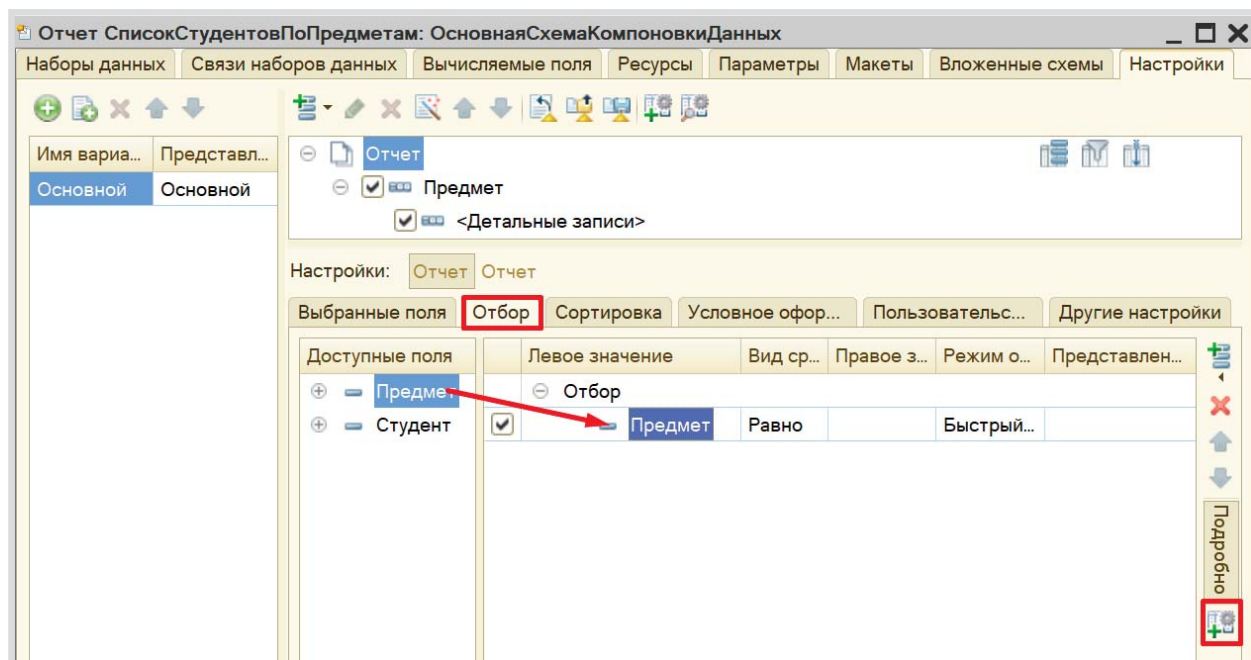 Отчет СписокСтудентовПоПредметам: ОсновнаяСхемаКомпоновкиДанных
Наборы данных Связи наборов данных Вычисляемые поля Ресурсы Параметры Макеты Вложенные схемы Настройки
Имя вариа... Представл...
Основной Основной
Отчет
Предмет
<Детальные записи>
Настройки: Отчет Отчет
Выбранные поля Отбор Сортировка Условное офор... Пользовательс... Другие настройки
Доступные поля Левое значение Вид ср... Правое з... Режим о... Представлен...
Предмет Отбор
Студент Предмет Равно Быстрый...
Подробно